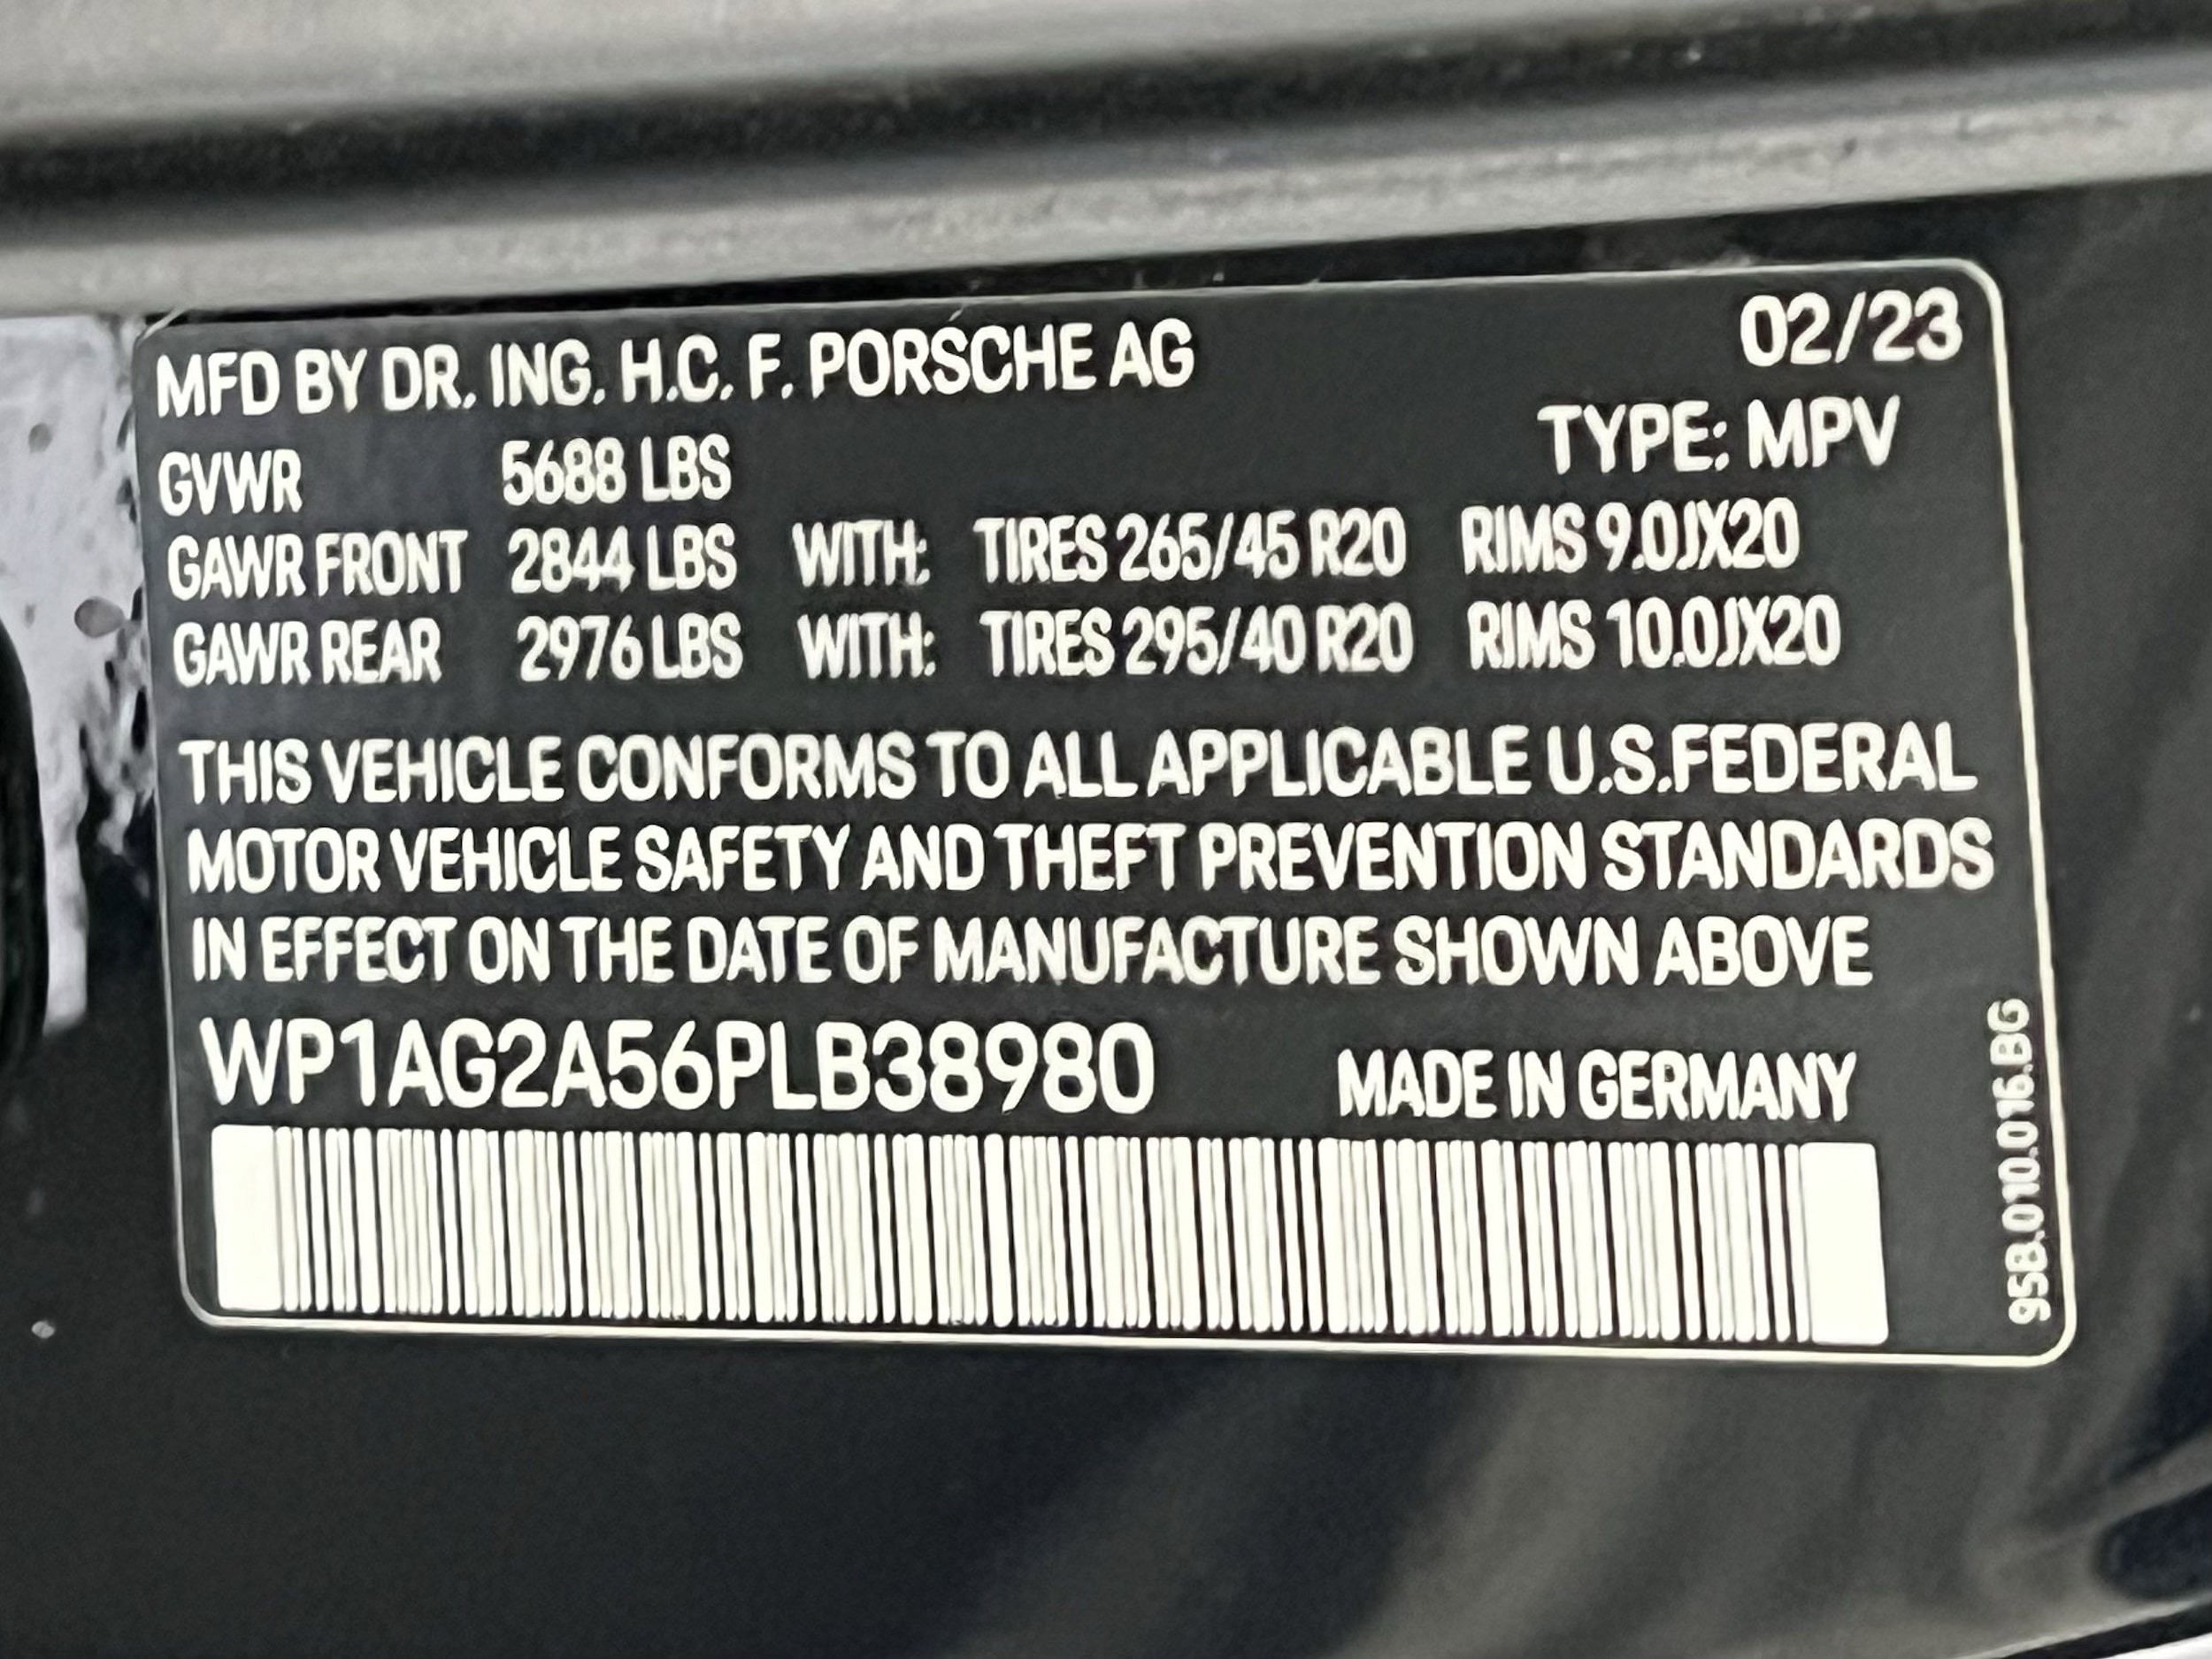 MFD BY DR. ING. H.C. F. PORSCHE AG 02/23
TYPE: MPV
GVWR 5688 LBS
GAWR FRONT 2844 LBS WITH: TIRES 265/45 R20 RIMS 9.0JX20
GAWR REAR 2976 LBS WITH: TIRES 295/40 R20 RIMS 10.0JX20
THIS VEHICLE CONFORMS TO ALL APPLICABLE U.S.FEDERAL
MOTOR VEHICLE SAFETY AND THEFT PREVENTION STANDARDS
IN EFFECT ON THE DATE OF MANUFACTURE SHOWN ABOVE
WP1AG2A56PLB38980 MADE IN GERMANY
95B.010.016.BG